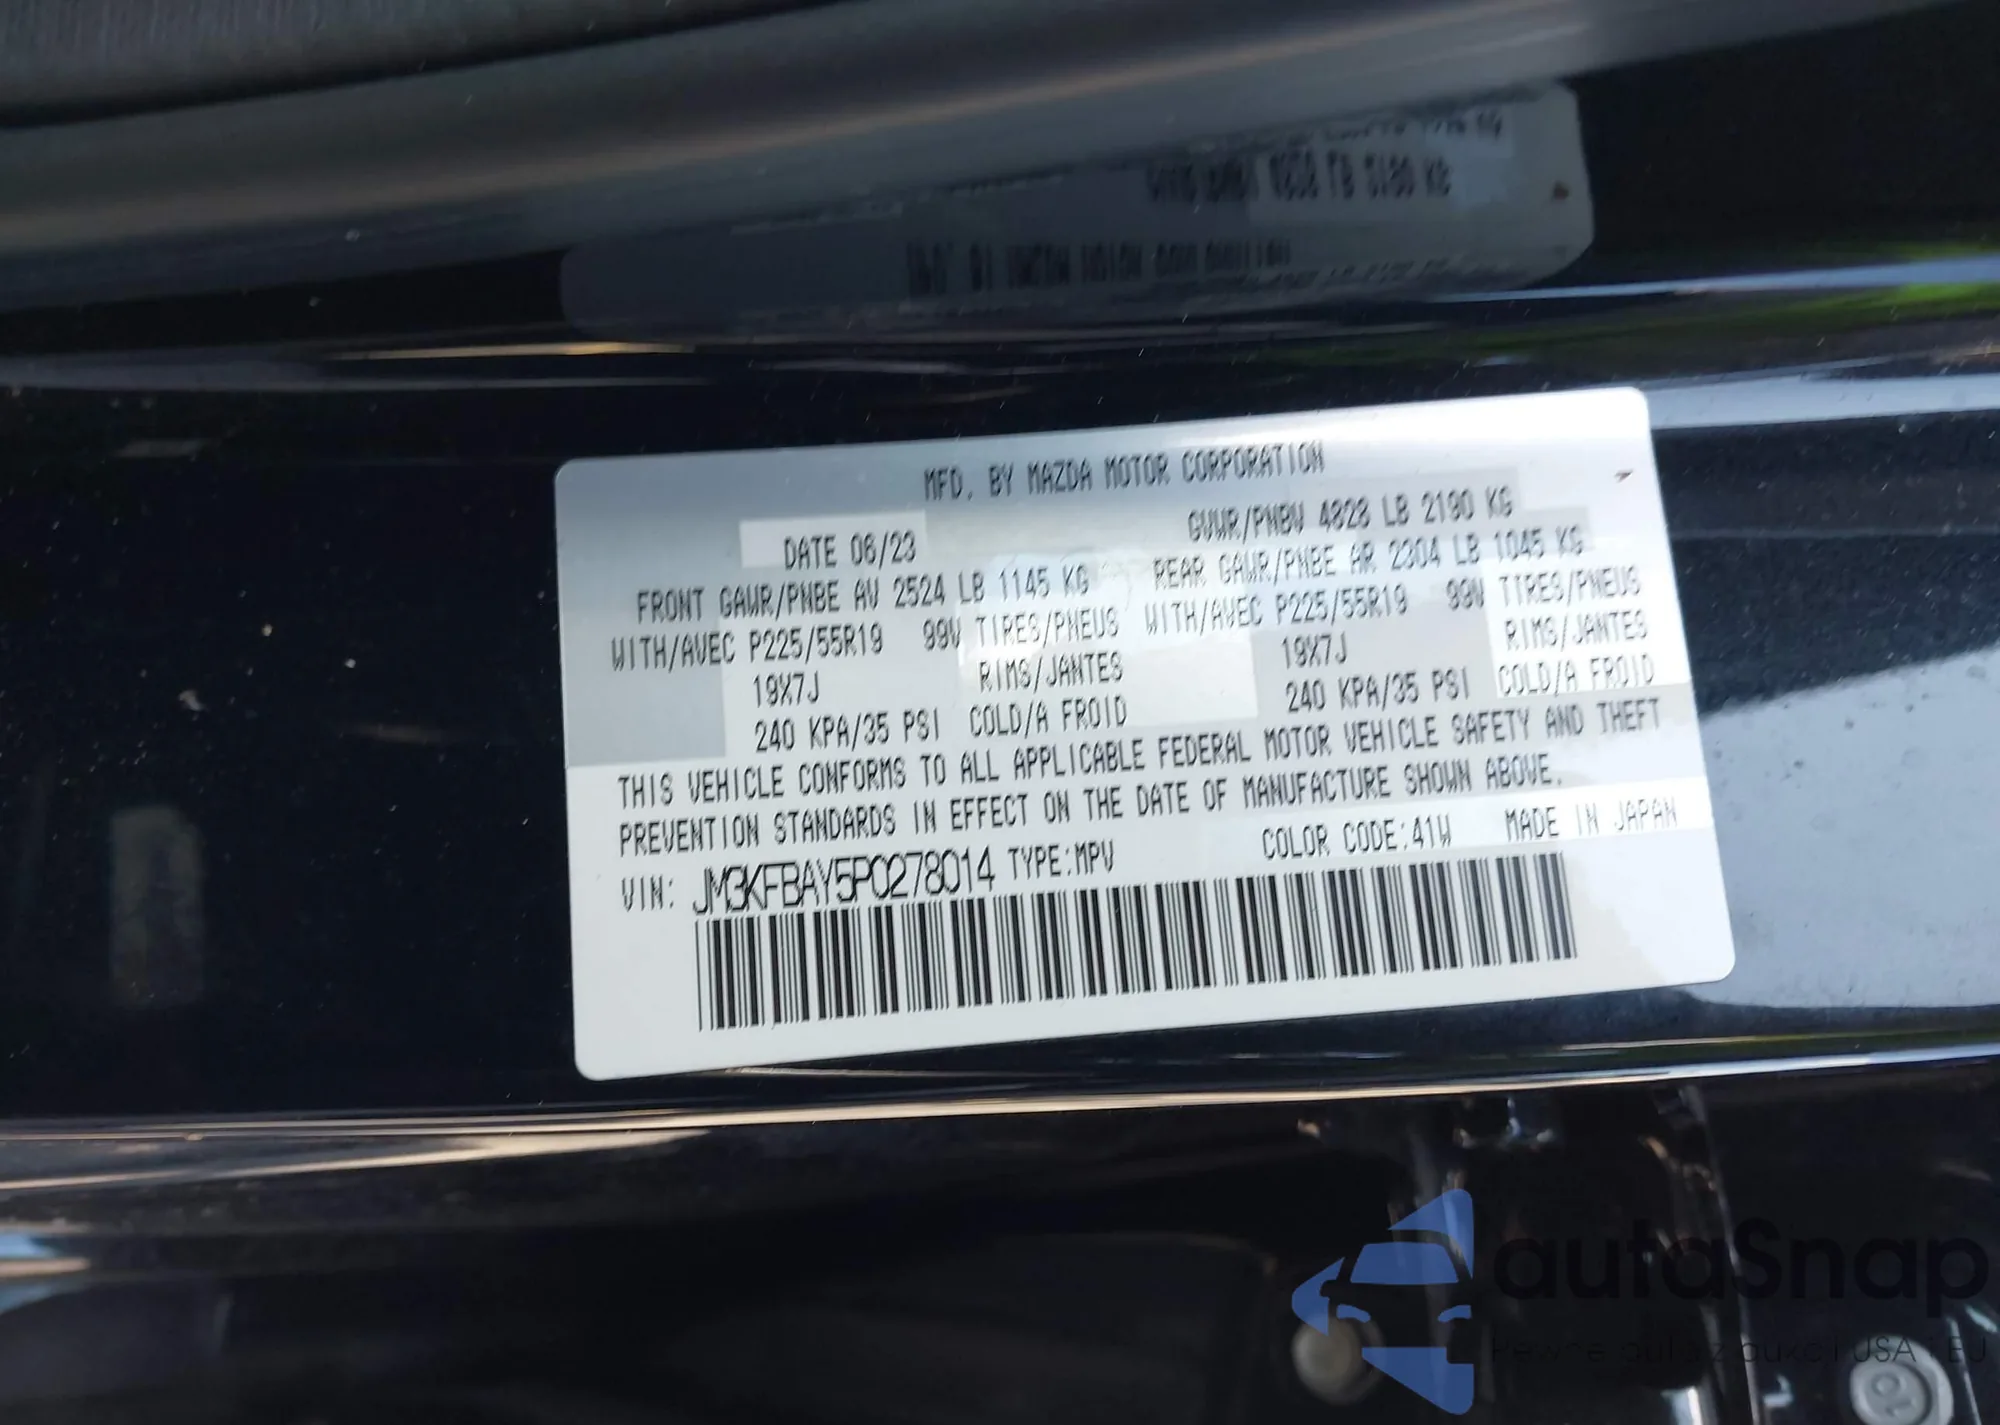 MFD. BY MAZDA MOTOR CORPORATION
DATE 06/23 GVWR/PNBV 4828 LB 2190 KG
FRONT GAWR/PNBE AV 2524 LB 1145 KG REAR GAWR/PNBE AR 2304 LB 1045 KG
WITH/AVEC P225/55R19 99V TIRES/PNEUS WITH/AVEC P225/55R19 99V TIRES/PNEUS
19X7J RIMS/JANTES 19X7J RIMS/JANTES
240 KPA/35 PSI COLD/A FROID 240 KPA/35 PSI COLD/A FROID
THIS VEHICLE CONFORMS TO ALL APPLICABLE FEDERAL MOTOR VEHICLE SAFETY AND THEFT
PREVENTION STANDARDS IN EFFECT ON THE DATE OF MANUFACTURE SHOWN ABOVE.
VIN: JM3KFBAY5P0278014 TYPE:MPV COLOR CODE:41W MADE IN JAPAN
autaSnap
USA
EU